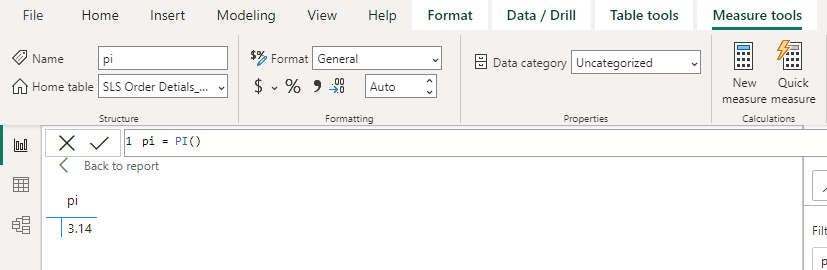 File Home Insert Modeling View Help Format Data / Drill Table tools Measure tools
Name pi
$% Format General
Data category Uncategorized
New measure
Quick measure
Home table SLS Order Detials_...
$ % 9 .00 .0 Auto
Structure Formatting Properties Calculations
1 pi = PI()
Back to report
pi
3.14
Filt
p